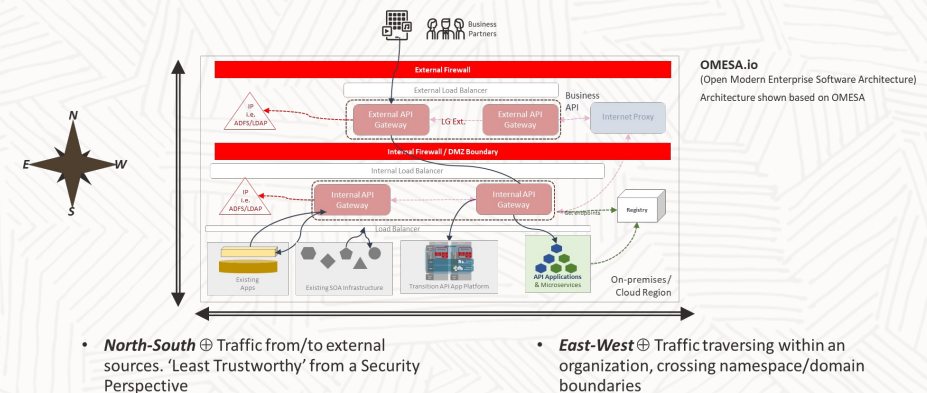 Business
Partners
OMESA.io
(Open Modern Enterprise Software Architecture)
Architecture shown based on OMESA
External Firewall
External Load Balancer
IP
i.e.
ADFS/LDAP
External API
Gateway
LG Ext.
External API
Gateway
Business
API
Internet Proxy
Internal Firewall / DMZ Boundary
Internal Load Balancer
IP
i.e.
ADFS/LDAP
Internal API
Gateway
Internal API
Gateway
Registry
Load Balancer
Existing
Apps
Existing SOA Infrastructure
Transition API App Platform
API Applications
& Microservices
On-premises/
Cloud Region
N
E
W
S
• North-South ⊕ Traffic from/to external
sources. ‘Least Trustworthy’ from a Security
Perspective
• East-West ⊕ Traffic traversing within an
organization, crossing namespace/domain
boundaries